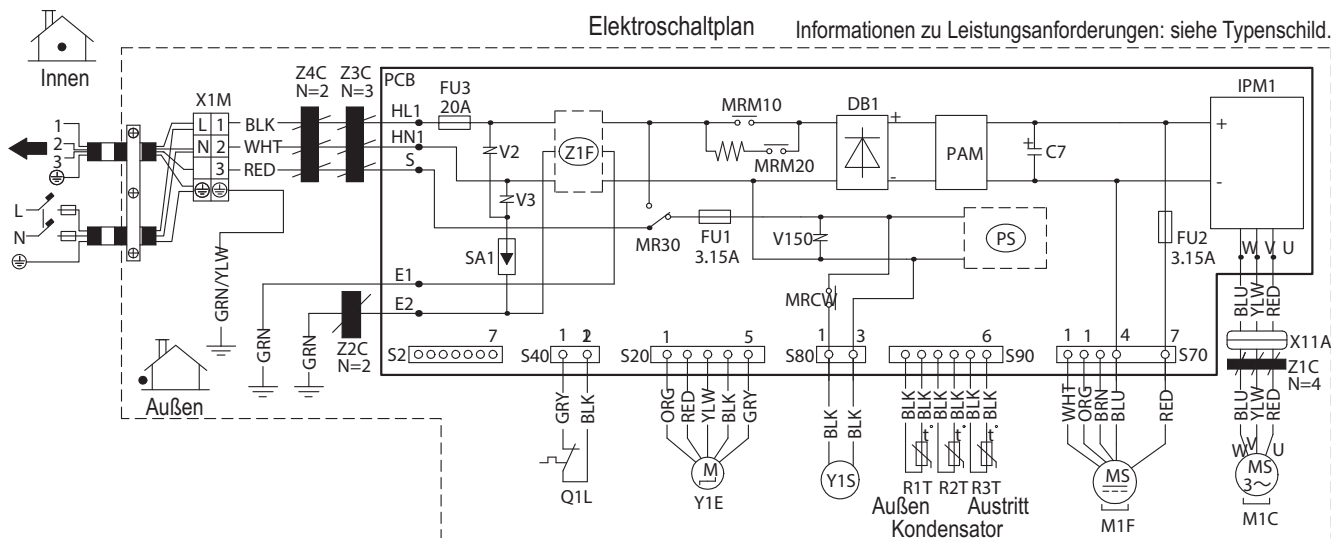 Elektroschaltplan
Informationen zu Leistungsanforderungen: siehe Typenschild.
Innen
Z4C
N=2
Z3C
N=3
PCB
FU3
20A
HL1
HN1
S
X1M
L 1 BLK
N 2 WHT
3 RED
1
2
3
L
N
V2
V3
Z1F
MRM10
MRM20
DB1
+
-
PAM
+
C7
IPM1
+
-
SA1
MR30
FU1
3.15A
V150
PS
FU2
3.15A
W V U
GRN/YLW
GRN
GRN
E1
E2
Z2C
N=2
MRCW
BLU
YLW
RED
X11A
Z1C
N=4
Außen
S2 7
S40 1 2
S20 1 5
S80 1 3
6 S90
1 1 4 7 S70
GRY
BLK
ORG
RED
YLW
BLK
GRY
BLK
BLK
BLK
BLK
BLK
BLK
BLK
BLK
WHT
ORG
BRN
BLU
RED
BLU
YLW
RED
t°
t°
t°
W V U
Q1L
M
Y1E
Y1S
R1T R2T R3T
Außen Austritt
Kondensator
MS
M1F
MS
3~
M1C